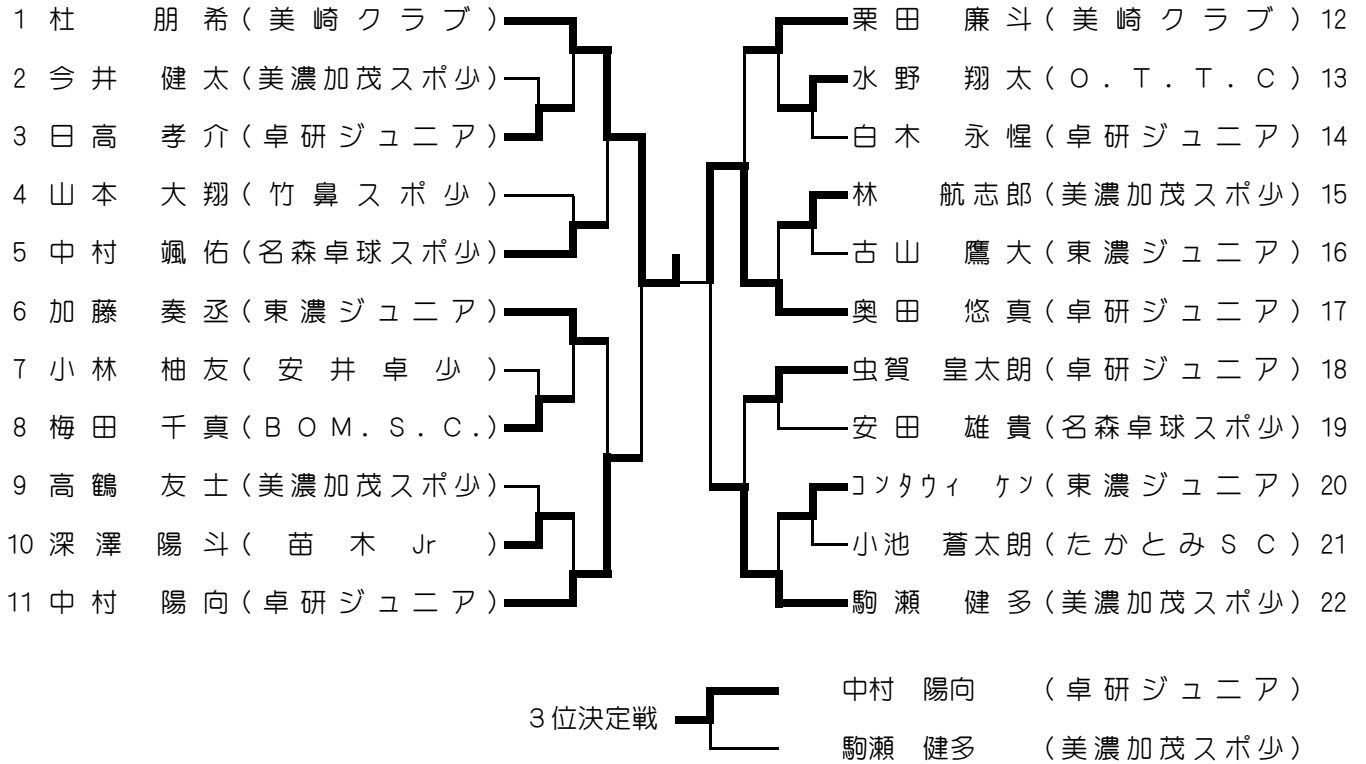 1 杜 朋希(美崎クラブ) 栗田 廉斗(美崎クラブ) 12
2 今井 健太(美濃加茂スポ少) 水野 翔太(O.T.T.C) 13
3 日高 孝介(卓研ジュニア) 白木 永惺(卓研ジュニア) 14
4 山本 大翔(竹鼻スポ少) 林 航志郎(美濃加茂スポ少) 15
5 中村 颯佑(名森卓球スポ少) 古山 鷹大(東濃ジュニア) 16
6 加藤 奏丞(東濃ジュニア) 奥田 悠真(卓研ジュニア) 17
7 小林 柚友(安井卓少) 虫賀 皇太朗(卓研ジュニア) 18
8 梅田 千真(BOM.S.C.) 安田 雄貴(名森卓球スポ少) 19
9 高鶴 友士(美濃加茂スポ少) コンタウィ ケン(東濃ジュニア) 20
10 深澤 陽斗(苗木Jr) 小池 蒼太朗(たかとみSC) 21
11 中村 陽向(卓研ジュニア) 駒瀬 健多(美濃加茂スポ少) 22
3位決定戦
中村 陽向 (卓研ジュニア)
駒瀬 健多 (美濃加茂スポ少)